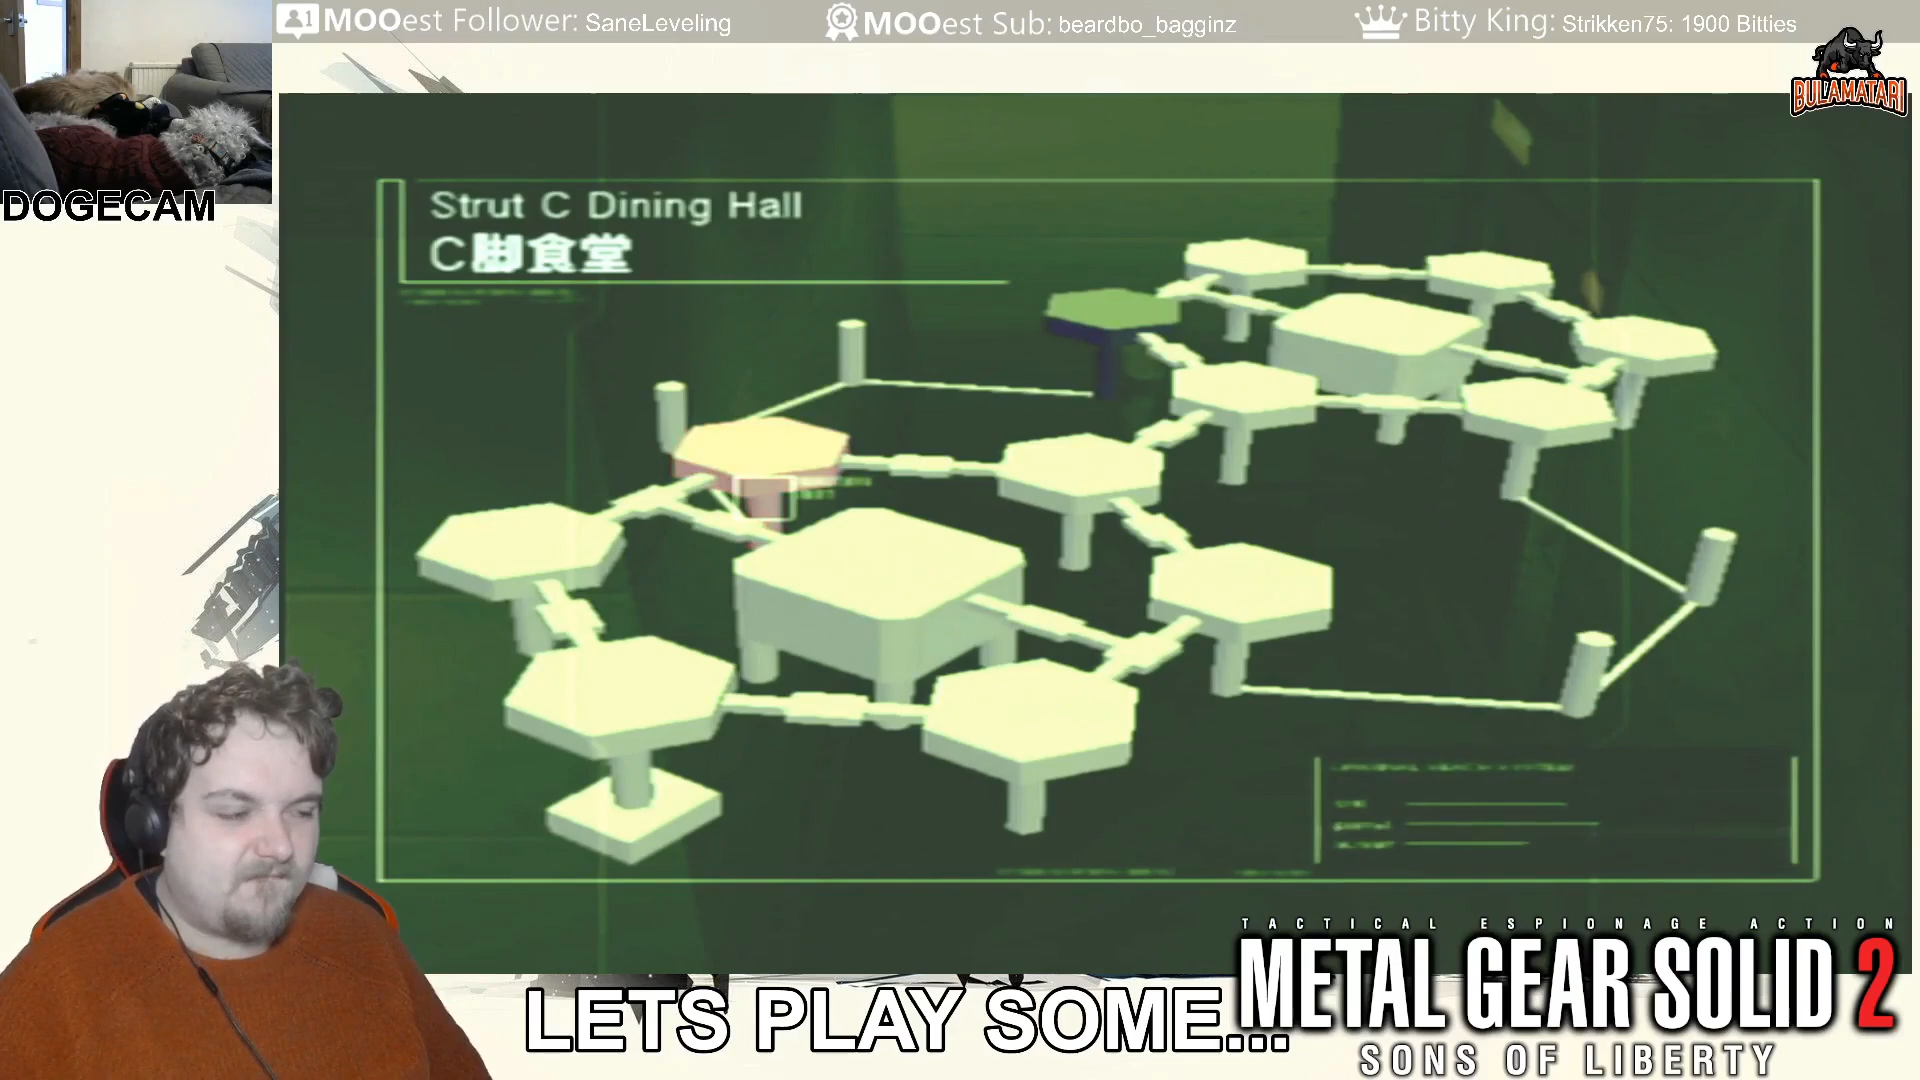 MOOest Follower: SaneLeveling
MOOest Sub: beardbo_bagginz
Bitty King: Strikken75: 1900 Bitties
BULAMATARI
DOGECAM
Strut C Dining Hall
C脚食堂
TACTICAL ESPIONAGE ACTION
METAL GEAR SOLID 2
SONS OF LIBERTY
LETS PLAY SOME...